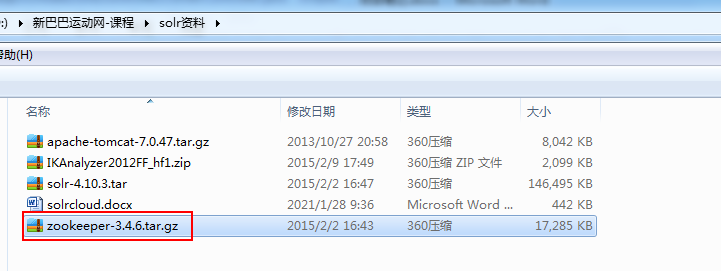 :) ▸ 新巴巴运动网-课程 ▸ solr资料 ▸
帮助(H)
名称 修改日期 类型 大小
apache-tomcat-7.0.47.tar.gz 2013/10/27 20:58 360压缩 8,042 KB
IKAnalyzer2012FF_hf1.zip 2015/2/9 17:49 360压缩 ZIP 文件 2,099 KB
solr-4.10.3.tar 2015/2/2 16:47 360压缩 146,495 KB
solrcloud.docx 2021/1/28 9:36 Microsoft Word ... 442 KB
zookeeper-3.4.6.tar.gz 2015/2/2 16:43 360压缩 17,285 KB